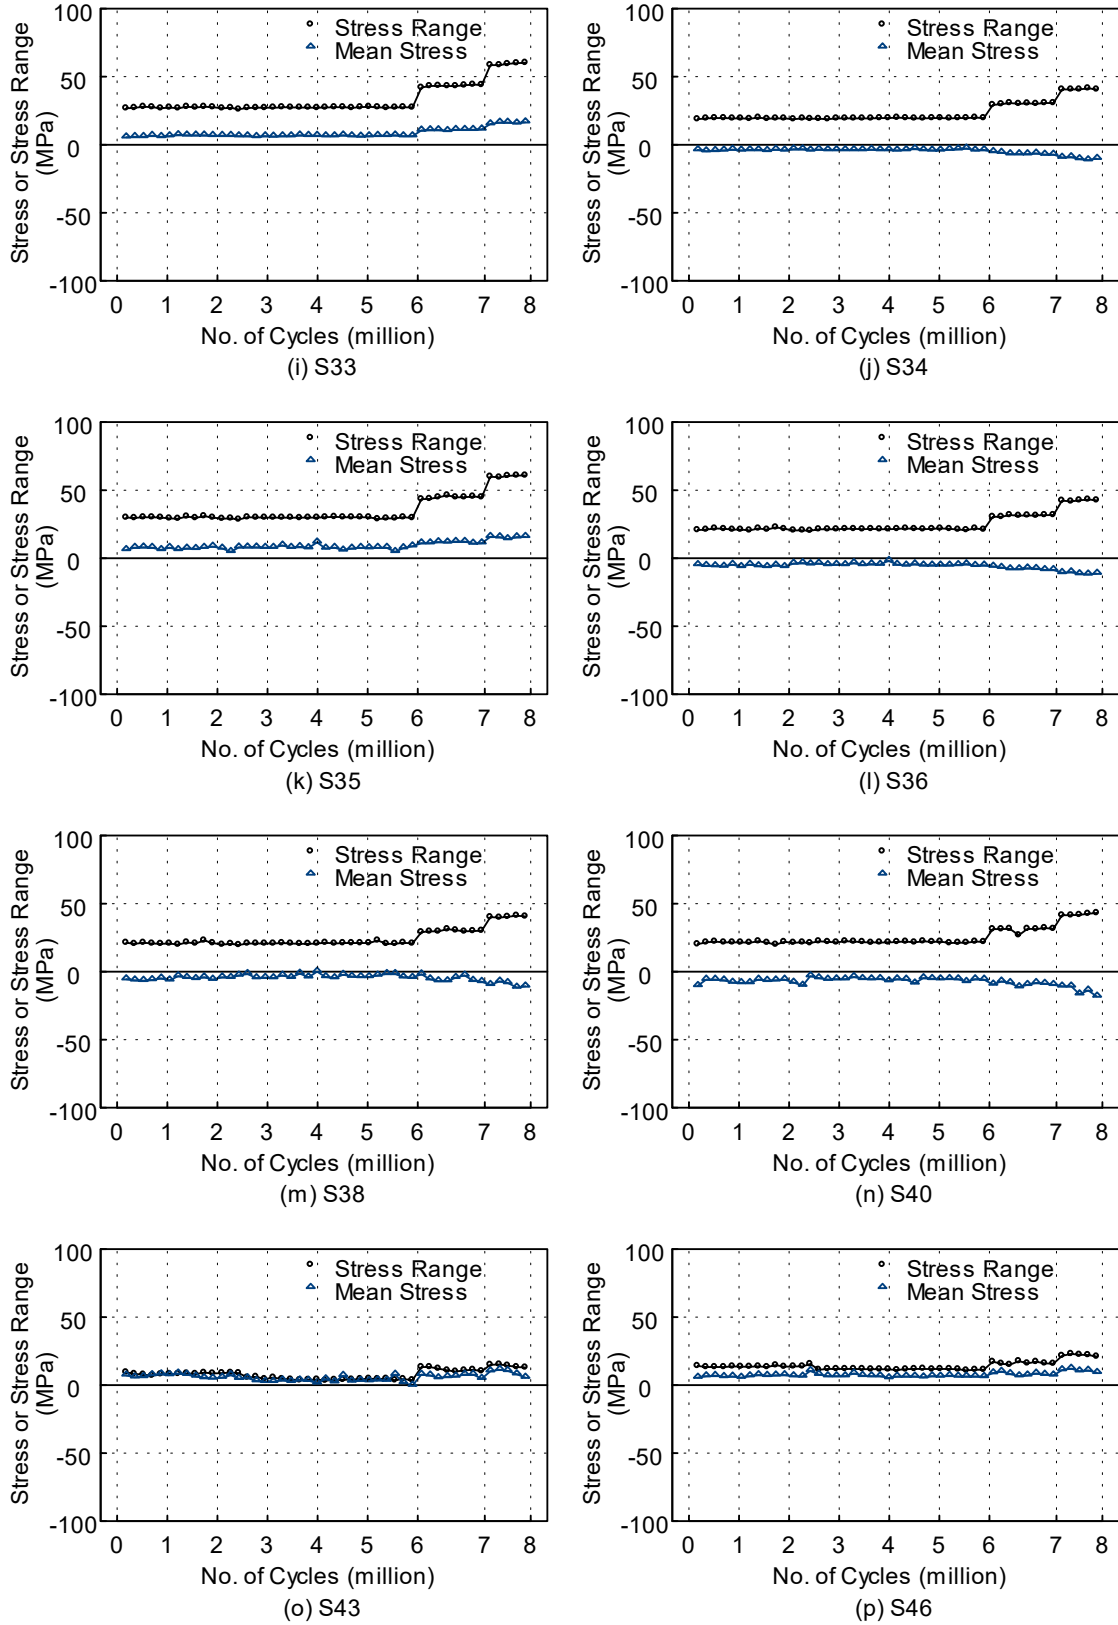 Stress or Stress Range
(MPa)
100
50
0
-50
-100
Stress Range
Mean Stress
0 1 2 3 4 5 6 7 8
No. of Cycles (million)
(i) S33
Stress or Stress Range
(MPa)
100
50
0
-50
-100
Stress Range
Mean Stress
0 1 2 3 4 5 6 7 8
No. of Cycles (million)
(j) S34
Stress or Stress Range
(MPa)
100
50
0
-50
-100
Stress Range
Mean Stress
0 1 2 3 4 5 6 7 8
No. of Cycles (million)
(k) S35
Stress or Stress Range
(MPa)
100
50
0
-50
-100
Stress Range
Mean Stress
0 1 2 3 4 5 6 7 8
No. of Cycles (million)
(l) S36
Stress or Stress Range
(MPa)
100
50
0
-50
-100
Stress Range
Mean Stress
0 1 2 3 4 5 6 7 8
No. of Cycles (million)
(m) S38
Stress or Stress Range
(MPa)
100
50
0
-50
-100
Stress Range
Mean Stress
0 1 2 3 4 5 6 7 8
No. of Cycles (million)
(n) S40
Stress or Stress Range
(MPa)
100
50
0
-50
-100
Stress Range
Mean Stress
0 1 2 3 4 5 6 7 8
No. of Cycles (million)
(o) S43
Stress or Stress Range
(MPa)
100
50
0
-50
-100
Stress Range
Mean Stress
0 1 2 3 4 5 6 7 8
No. of Cycles (million)
(p) S46